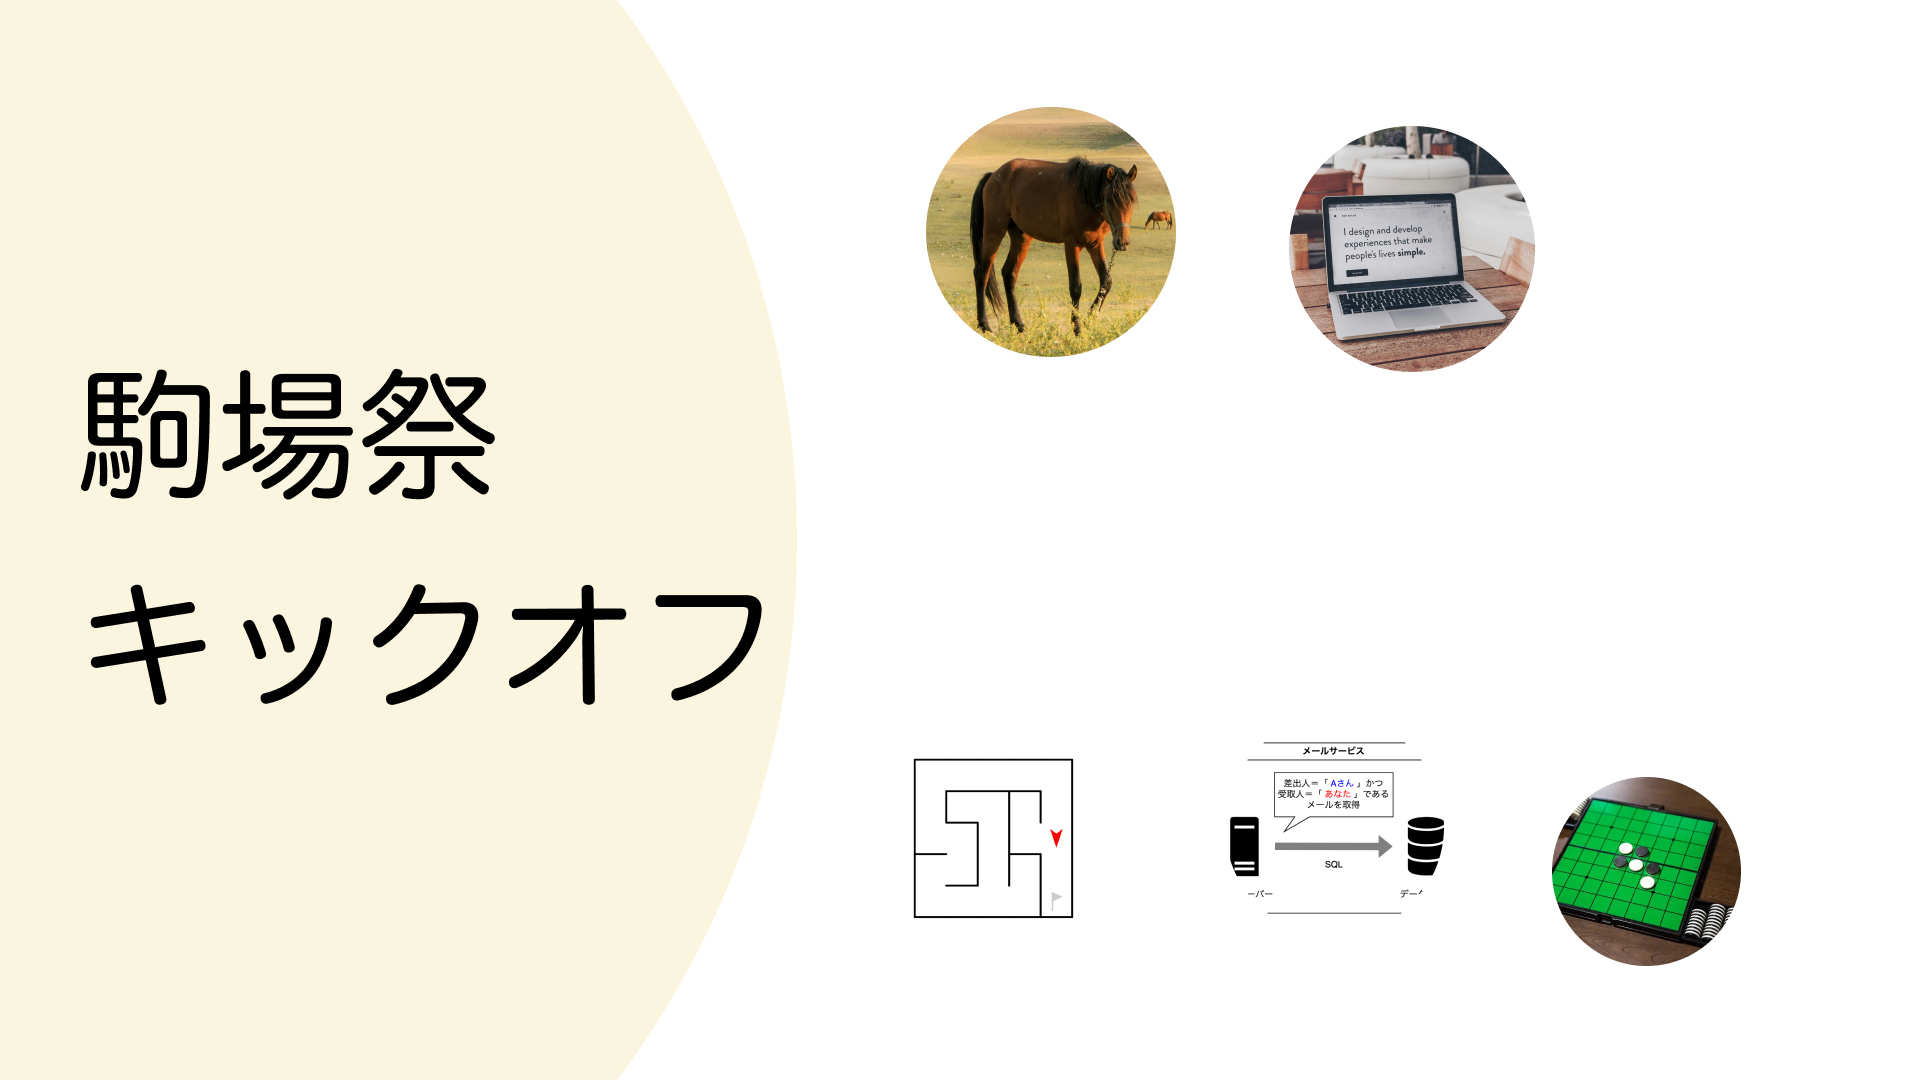 駒場祭
キックオフ
I design and develop
experiences that make
people's lives simple.
メールサービス
差出人＝「 Aさん 」かつ
受取人＝「 あなた 」である
メールを取得
SQL
ーバー
デー